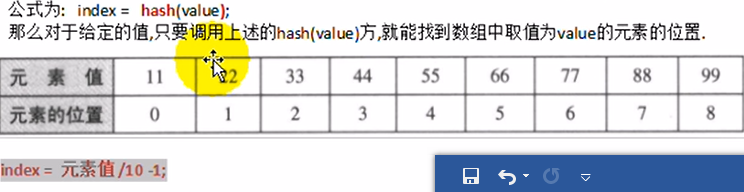 公式为: index = hash(value);
那么对于给定的值,只要调用上述的hash(value)方,就能找到数组中取值为value的元素的位置.
元 素 值 11 22 33 44 55 66 77 88 99
元素的位置 0 1 2 3 4 5 6 7 8
index = 元素值 /10 -1;